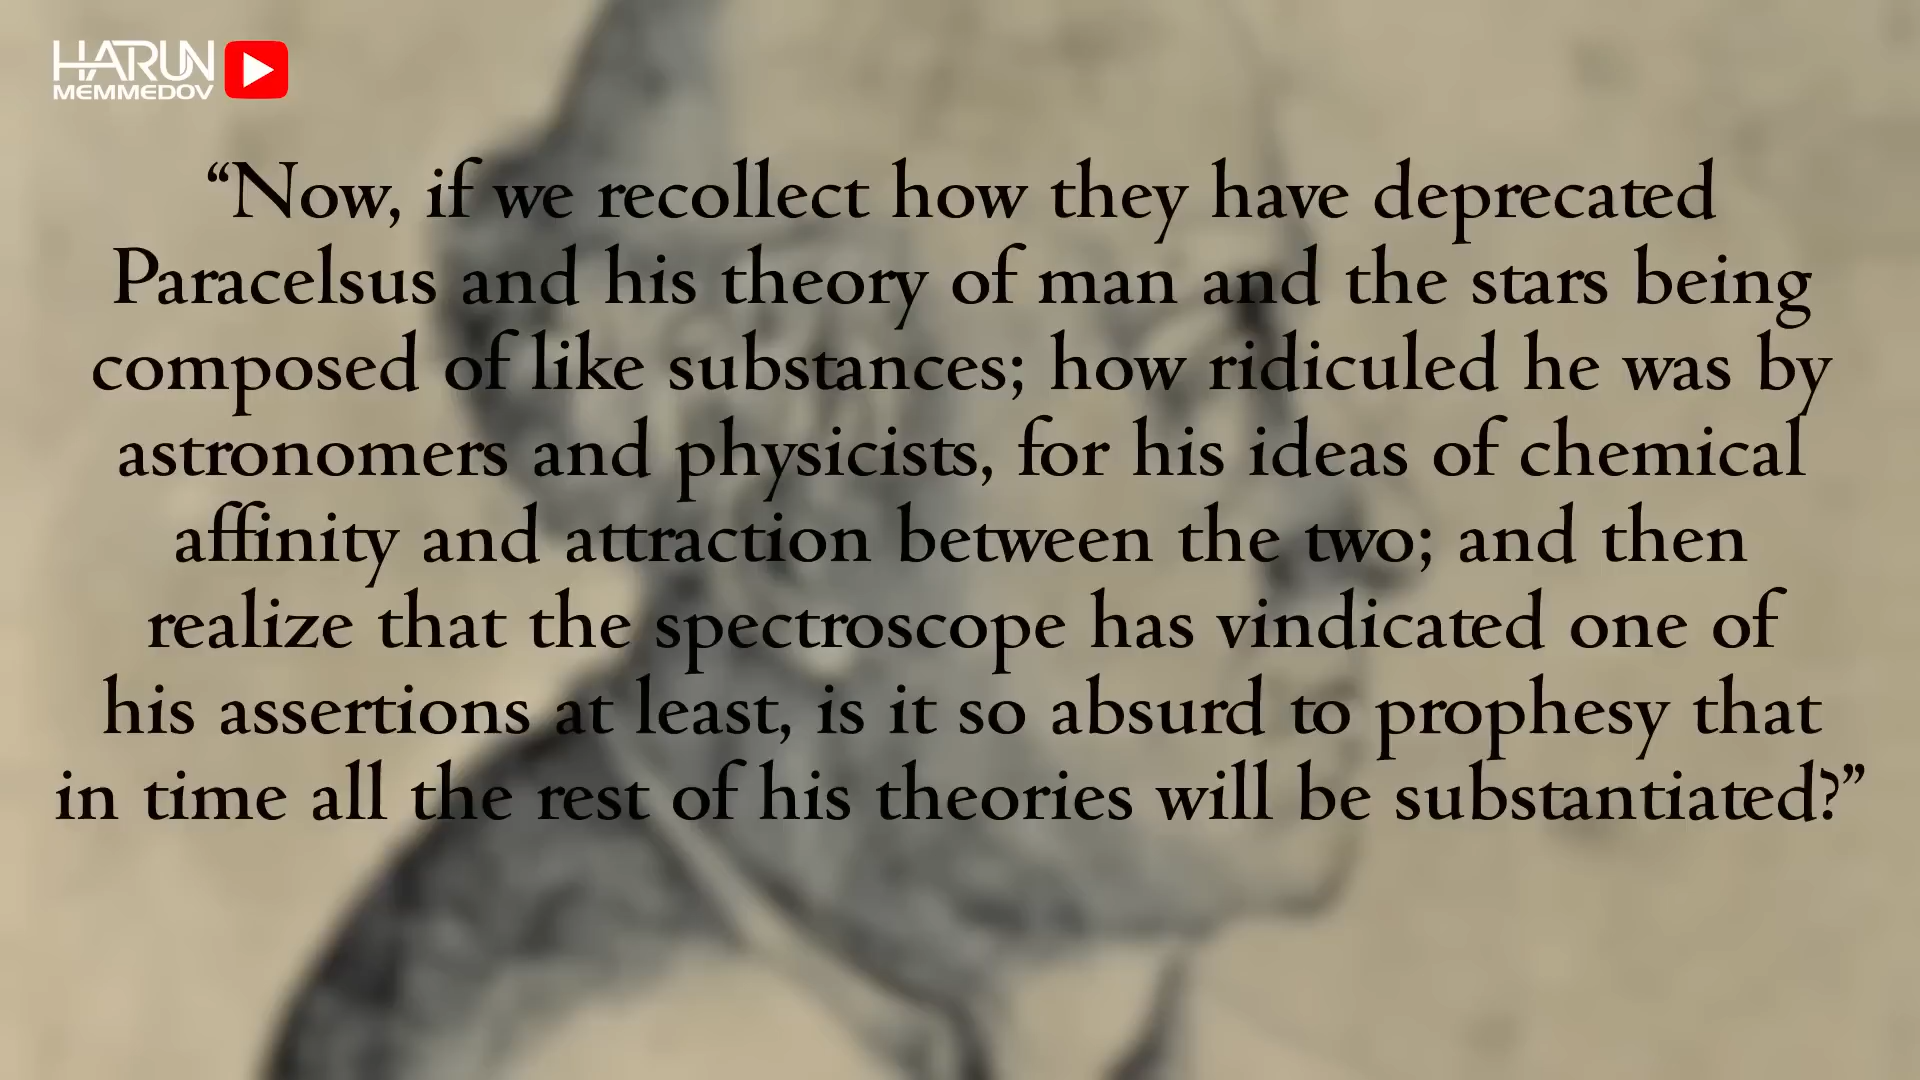 HARUN
MEMMEDOV
“Now, if we recollect how they have deprecated
Paracelsus and his theory of man and the stars being
composed of like substances; how ridiculed he was by
astronomers and physicists, for his ideas of chemical
affinity and attraction between the two; and then
realize that the spectroscope has vindicated one of
his assertions at least, is it so absurd to prophesy that
in time all the rest of his theories will be substantiated?”